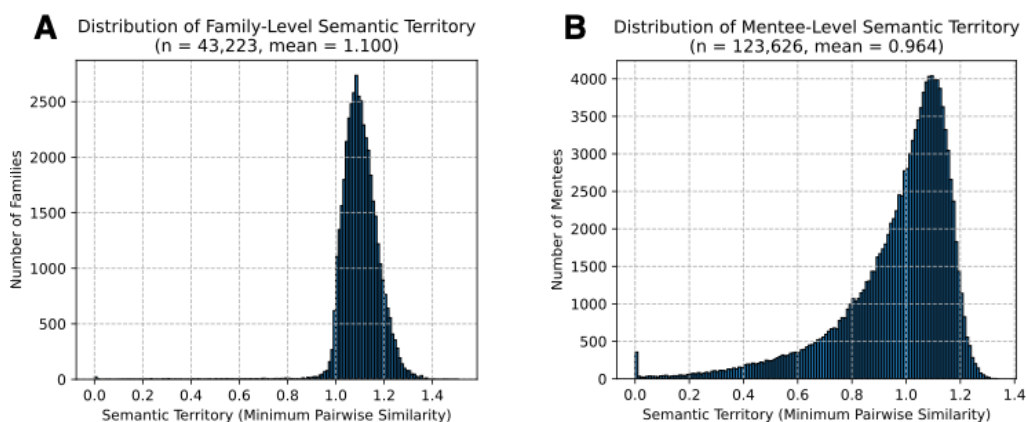 A
Distribution of Family-Level Semantic Territory
(n = 43,223, mean = 1.100)
Number of Families
2500
2000
1500
1000
500
0
0.0 0.2 0.4 0.6 0.8 1.0 1.2 1.4
Semantic Territory (Minimum Pairwise Similarity)
B
Distribution of Mentee-Level Semantic Territory
(n = 123,626, mean = 0.964)
Number of Mentees
4000
3500
3000
2500
2000
1500
1000
500
0
0.0 0.2 0.4 0.6 0.8 1.0 1.2 1.4
Semantic Territory (Minimum Pairwise Similarity)